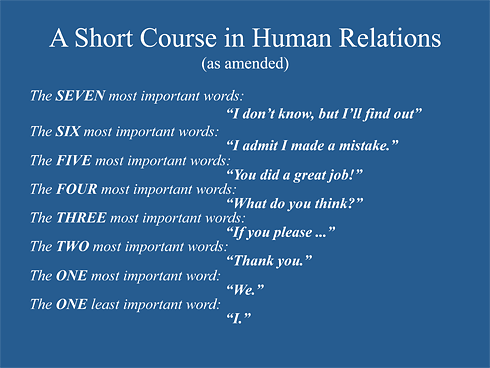 A Short Course in Human Relations
(as amended)
The SEVEN most important words:
“I don’t know, but I’ll find out”
The SIX most important words:
“I admit I made a mistake.”
The FIVE most important words:
“You did a great job!”
The FOUR most important words:
“What do you think?”
The THREE most important words:
“If you please ...”
The TWO most important words:
“Thank you.”
The ONE most important word:
“We.”
The ONE least important word:
“I.”